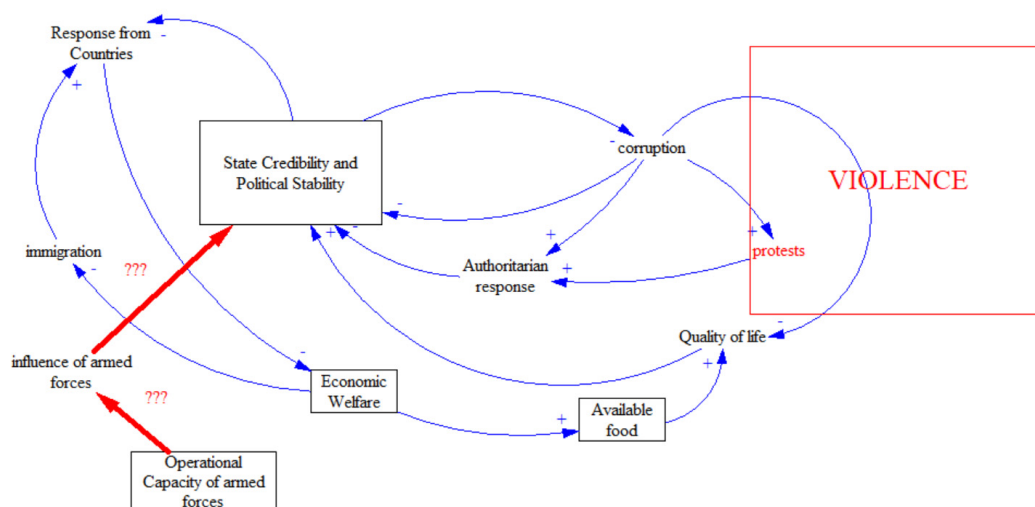 Response from
Countries
-
+
State Credibility and
Political Stability
-
corruption
VIOLENCE
-
+
-
+
+
protests
immigration
-
???
Authoritarian
response
+
-
Quality of life
+
influence of armed
forces
-
Economic
Welfare
???
+
Available
food
Operational
Capacity of armed
forces